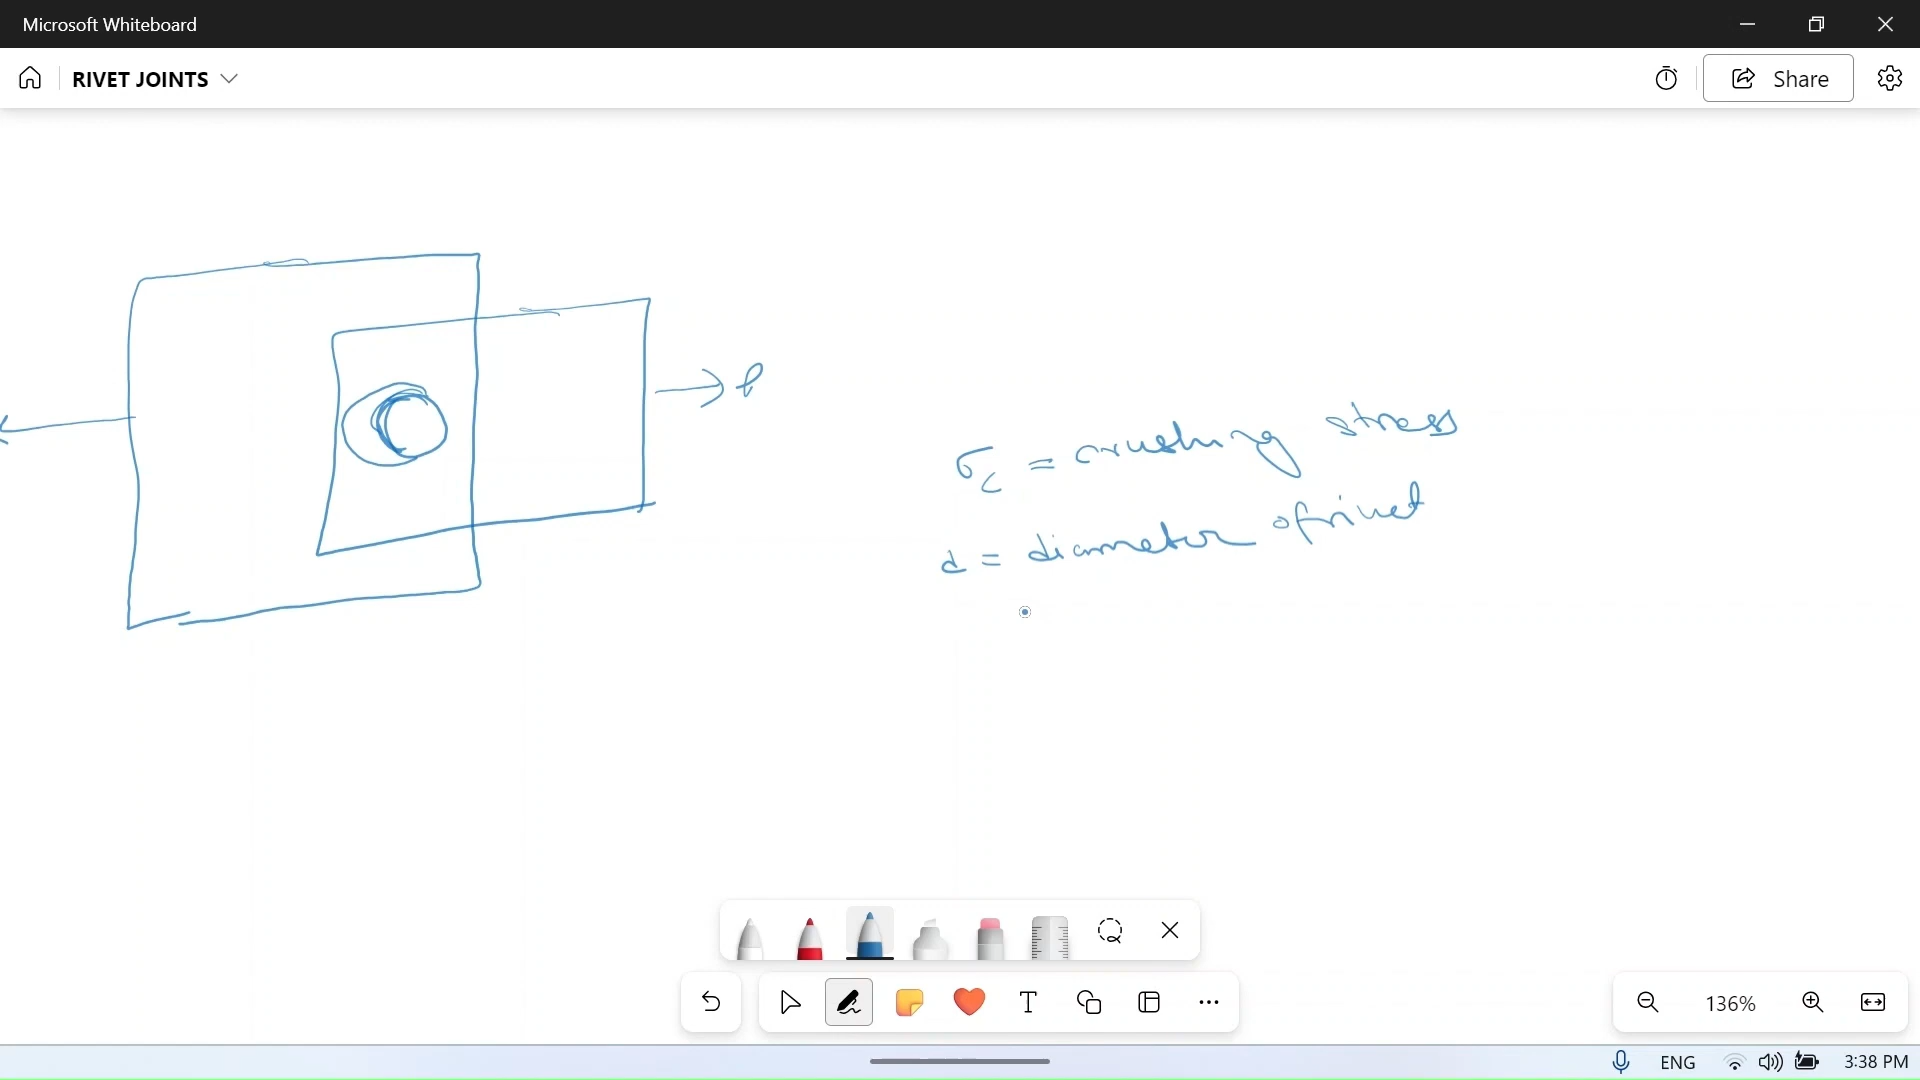 Microsoft Whiteboard
RIVET JOINTS
Share
P
σc = crushing stress
d = diameter of rivet
136%
ENG
3:38 PM